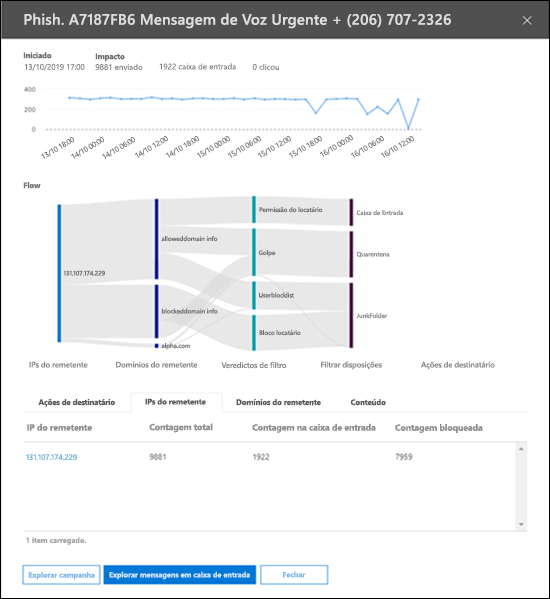 Phish. A7187FB6 Mensagem de Voz Urgente + (206) 707-2326
Iniciado Impacto
13/10/2019 17:00 9881 enviado 1922 caixa de entrada 0 clicou
400
200
0
13/10 18:00 14/10 00:00 14/10 06:00 14/10 12:00 14/10 18:00 15/10 00:00 15/10 06:00 15/10 12:00 15/10 18:00 16/10 00:00 16/10 06:00 16/10 12:00
Flow
Permissão do locatário Caixa de Entrada
alloweddomain info Golpe Quarentena
131.107.174.229
Userbloddist
blockeddomain info JunkFolder
Bloco locatário
alpha.com
IPs do remetente Domínios do remetente Veredictos de filtro Filtrar disposições Ações de destinatário
Ações de destinatário IPs do remetente Domínios do remetente Conteúdo
IP do remetente Contagem total Contagem na caixa de entrada Contagem bloqueada
131.107.174.229 9881 1922 7959
1 item carregado.
Explorar campanha Explorar mensagens em caixa de entrada Fechar